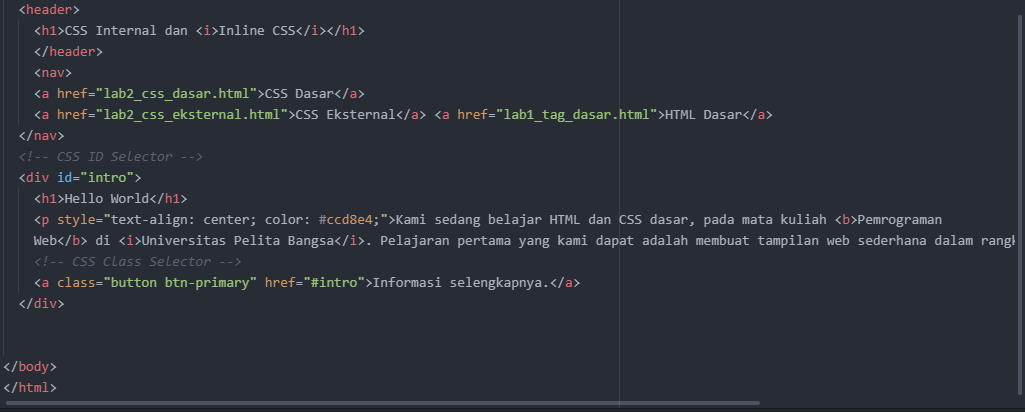 <header>
<h1>CSS Internal dan <i>Inline CSS</i></h1>
</header>
<nav>
<a href="lab2_css_dasar.html">CSS Dasar</a>
<a href="lab2_css_eksternal.html">CSS Eksternal</a> <a href="lab1_tag_dasar.html">HTML Dasar</a>
</nav>
<!-- CSS ID Selector -->
<div id="intro">
<h1>Hello World</h1>
<p style="text-align: center; color: #ccd8e4;">Kami sedang belajar HTML dan CSS dasar, pada mata kuliah <b>Pemrograman
Web</b> di <i>Universitas Pelita Bangsa</i>. Pelajaran pertama yang kami dapat adalah membuat tampilan web sederhana dalam
<!-- CSS Class Selector -->
<a class="button btn-primary" href="#intro">Informasi selengkapnya.</a>
</div>
</body>
</html>